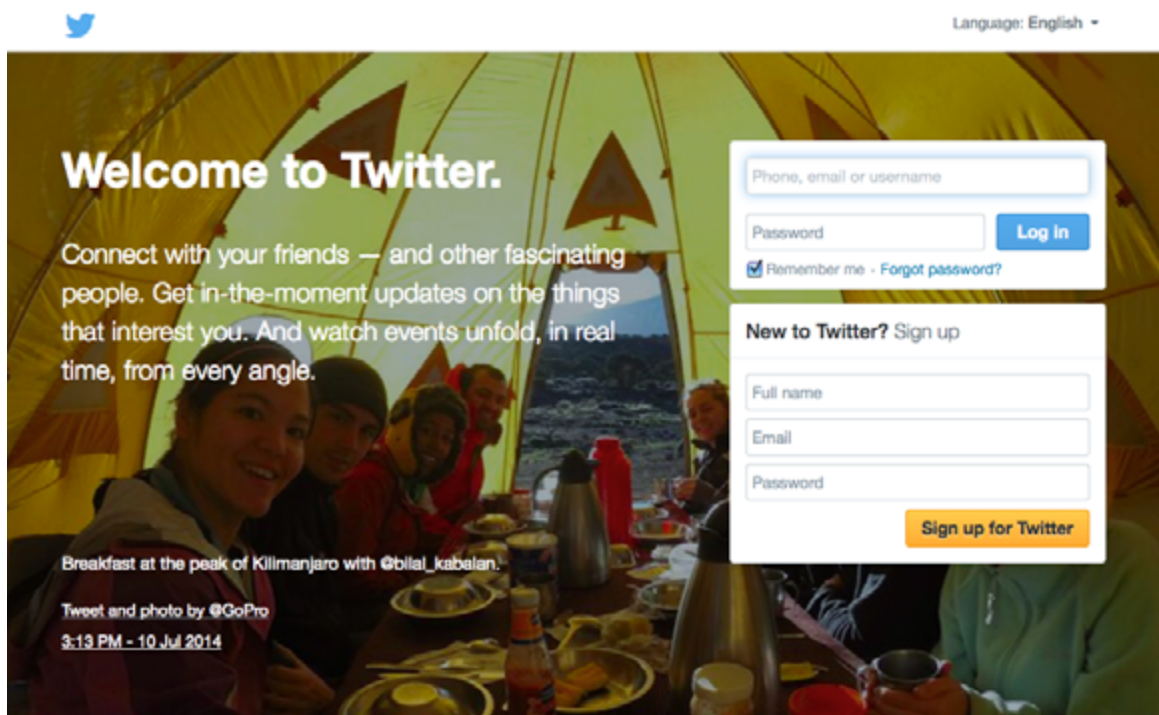 Language: English
Welcome to Twitter.
Connect with your friends — and other fascinating
people. Get in-the-moment updates on the things
that interest you. And watch events unfold, in real
time, from every angle.
Breakfast at the peak of Kilimanjaro with @bilal_kabalan.
Tweet and photo by @GoPro
3:13 PM - 10 Jul 2014
Phone, email or username
Password
Log in
Remember me · Forgot password?
New to Twitter? Sign up
Full name
Email
Password
Sign up for Twitter